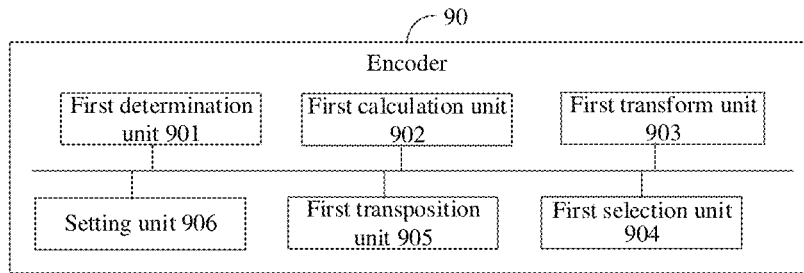 90
Encoder
First determination
unit 901
First calculation unit
902
First transform unit
903
Setting unit 906
First transposition
unit 905
First selection unit
904